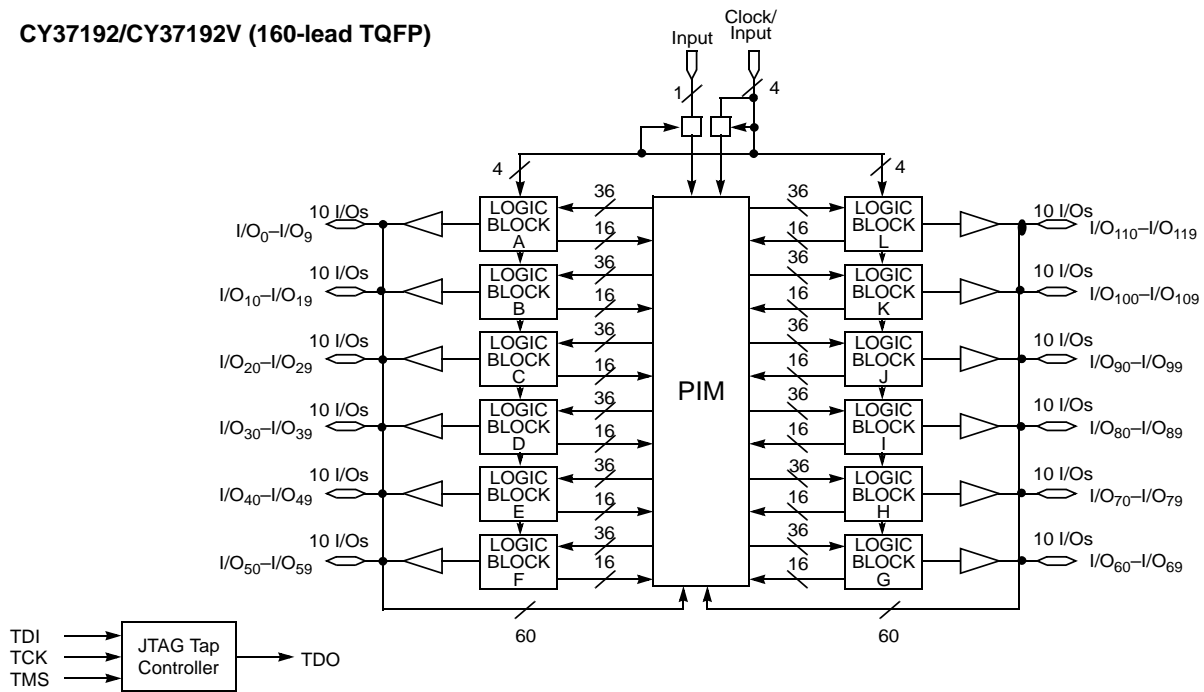 CY37192/CY37192V (160-lead TQFP)
Input
Clock/
Input
1
4
4
4
10 I/Os
I/O0–I/O9
LOGIC
BLOCK
A
36
16
36
16
LOGIC
BLOCK
L
10 I/Os
I/O110–I/O119
10 I/Os
I/O10–I/O19
LOGIC
BLOCK
B
36
16
36
16
LOGIC
BLOCK
K
10 I/Os
I/O100–I/O109
10 I/Os
I/O20–I/O29
LOGIC
BLOCK
C
36
16
PIM
36
16
LOGIC
BLOCK
J
10 I/Os
I/O90–I/O99
10 I/Os
I/O30–I/O39
LOGIC
BLOCK
D
36
16
36
16
LOGIC
BLOCK
I
10 I/Os
I/O80–I/O89
10 I/Os
I/O40–I/O49
LOGIC
BLOCK
E
36
16
36
16
LOGIC
BLOCK
H
10 I/Os
I/O70–I/O79
10 I/Os
I/O50–I/O59
LOGIC
BLOCK
F
36
16
36
16
LOGIC
BLOCK
G
10 I/Os
I/O60–I/O69
60
60
TDI
TCK
TMS
JTAG Tap
Controller
TDO